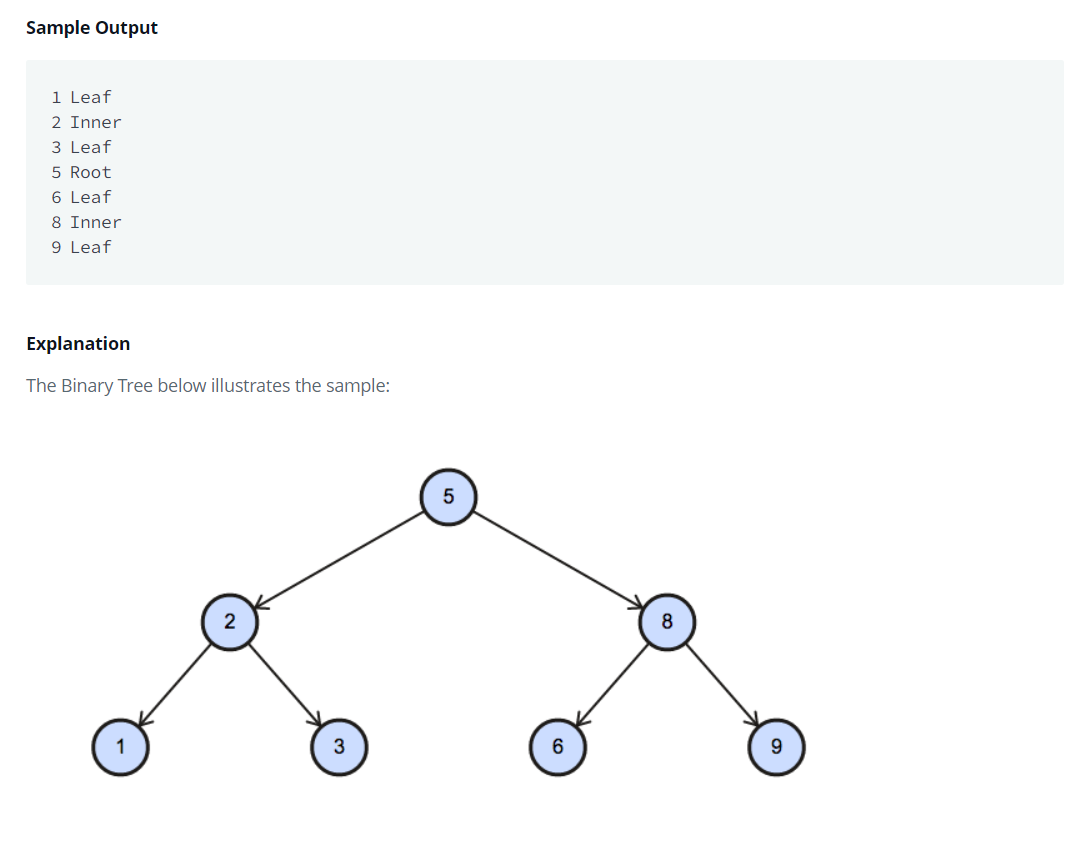 Sample Output
1 Leaf
2 Inner
3 Leaf
5 Root
6 Leaf
8 Inner
9 Leaf
Explanation
The Binary Tree below illustrates the sample:
5
2
8
1
3
6
9